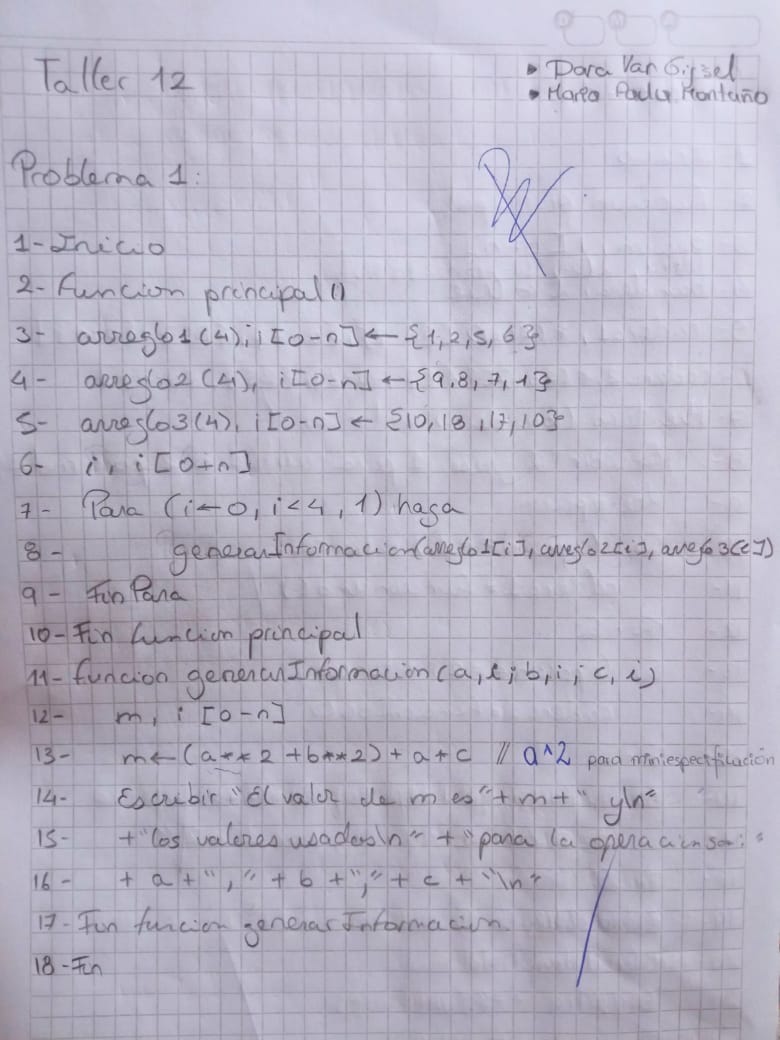 Taller 12
• Dora Van Gijsel
• Maria Paula Montaño
Problema 1:
1- Inicio
2- Funcion principal()
3- arreglo1(4), i[0-n] ← {1,2,5,6}
4- arreglo2(4), i[0-n] ← {9,8,7,1}
5- arreglo3(4), i[0-n] ← {10,18,17,10}
6- i, i[0+n]
7- Para (i←0, i<4, 1) haga
8- generarInformacion(arreglo1[i], arreglo2[i], arreglo3[i])
9- Fin Para
10- Fin funcion principal
11- funcion generarInformacion(a, i; b, i; c, i)
12- m, i [0-n]
13- m←(a**2 +b**2) + a + c // a^2 para miniespecificación
14- Escribir "El valor de m es" + m + " y\n"
15- + "los valores usados\n" + "para la operacion son: "
16- + a + "," + b + "," + c + "\n"
17- Fin funcion generarInformacion
18- Fin